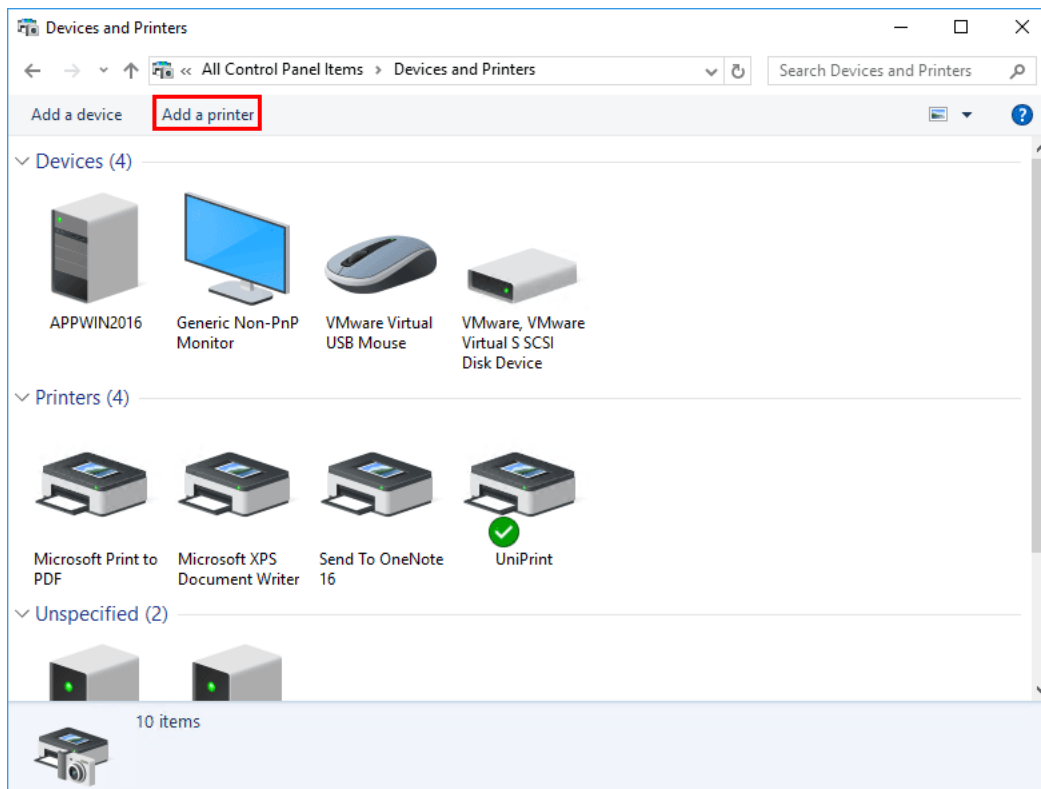 Devices and Printers
« All Control Panel Items > Devices and Printers
Search Devices and Printers
Add a device
Add a printer
?
Devices (4)
APPWIN2016
Generic Non-PnP
Monitor
VMware Virtual
USB Mouse
VMware, VMware
Virtual S SCSI
Disk Device
Printers (4)
Microsoft Print to
PDF
Microsoft XPS
Document Writer
Send To OneNote
16
UniPrint
Unspecified (2)
10 items